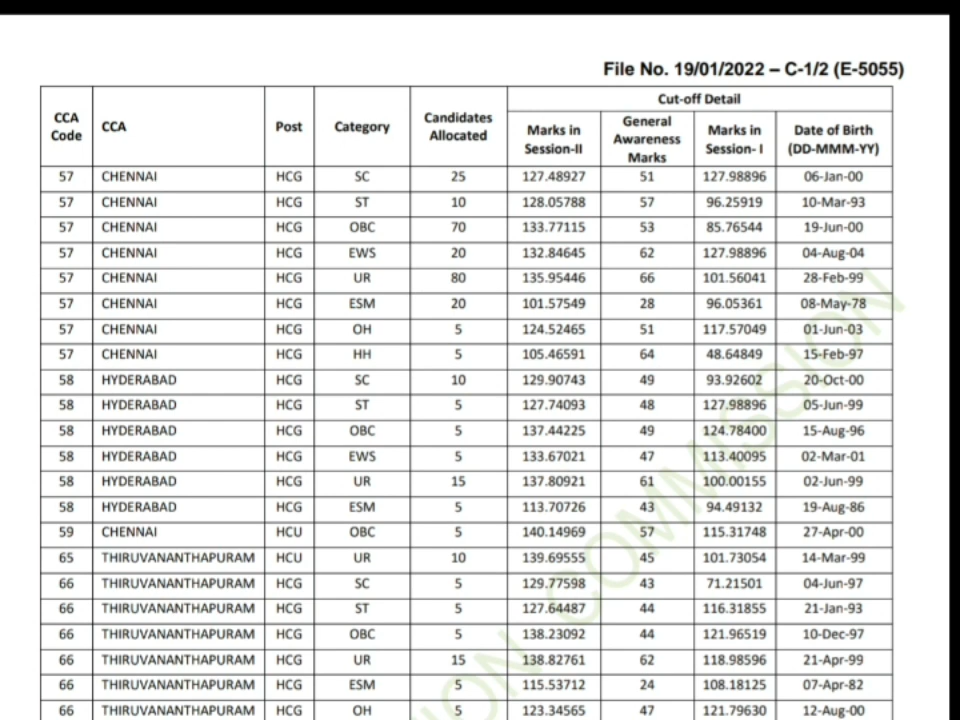 File No. 19/01/2022 – C-1/2 (E-5055)
CCA Code CCA Post Category Candidates Allocated Cut-off Detail
Marks in Session-II General Awareness Marks Marks in Session- I Date of Birth (DD-MMM-YY)
57 CHENNAI HCG SC 25 127.48927 51 127.98896 06-Jan-00
57 CHENNAI HCG ST 10 128.05788 57 96.25919 10-Mar-93
57 CHENNAI HCG OBC 70 133.77115 53 85.76544 19-Jun-00
57 CHENNAI HCG EWS 20 132.84645 62 127.98896 04-Aug-04
57 CHENNAI HCG UR 80 135.95446 66 101.56041 28-Feb-99
57 CHENNAI HCG ESM 20 101.57549 28 96.05361 08-May-78
57 CHENNAI HCG OH 5 124.52465 51 117.57049 01-Jun-03
57 CHENNAI HCG HH 5 105.46591 64 48.64849 15-Feb-97
58 HYDERABAD HCG SC 10 129.90743 49 93.92602 20-Oct-00
58 HYDERABAD HCG ST 5 127.74093 48 127.98896 05-Jun-99
58 HYDERABAD HCG OBC 5 137.44225 49 124.78400 15-Aug-96
58 HYDERABAD HCG EWS 5 133.67021 47 113.40095 02-Mar-01
58 HYDERABAD HCG UR 15 137.80921 61 100.00155 02-Jun-99
58 HYDERABAD HCG ESM 5 113.70726 43 94.49132 19-Aug-86
59 CHENNAI HCU OBC 5 140.14969 57 115.31748 27-Apr-00
65 THIRUVANANTHAPURAM HCU UR 10 139.69555 45 101.73054 14-Mar-99
66 THIRUVANANTHAPURAM HCG SC 5 129.77598 43 71.21501 04-Jun-97
66 THIRUVANANTHAPURAM HCG ST 5 127.64487 44 116.31855 21-Jan-93
66 THIRUVANANTHAPURAM HCG OBC 5 138.23092 44 121.96519 10-Dec-97
66 THIRUVANANTHAPURAM HCG UR 15 138.82761 62 118.98596 21-Apr-99
66 THIRUVANANTHAPURAM HCG ESM 5 115.53712 24 108.18125 07-Apr-82
66 THIRUVANANTHAPURAM HCG OH 5 123.34565 47 121.79630 12-Aug-00
COMMISSION